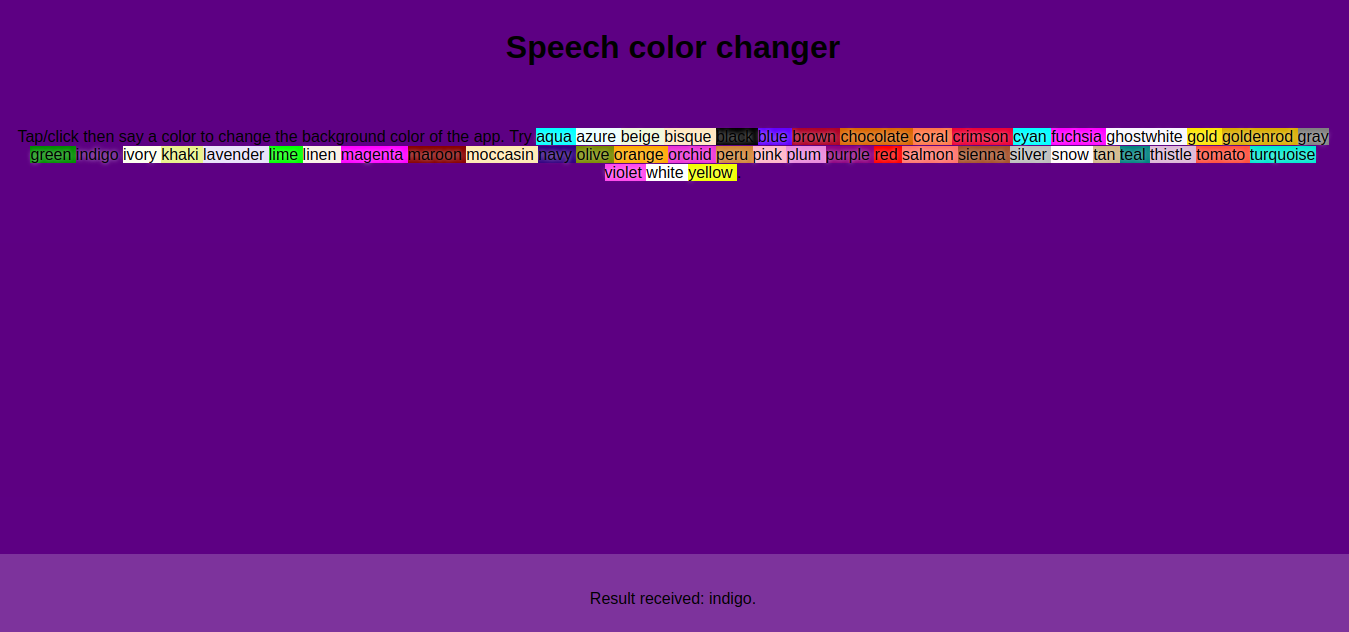 Speech color changer
Tap/click then say a color to change the background color of the app. Try aqua azure beige bisque black blue brown chocolate coral crimson cyan fuchsia ghostwhite gold goldenrod gray
green indigo ivory khaki lavender lime linen magenta maroon moccasin navy olive orange orchid peru pink plum purple red salmon sienna silver snow tan teal thistle tomato turquoise
violet white yellow .
Result received: indigo.